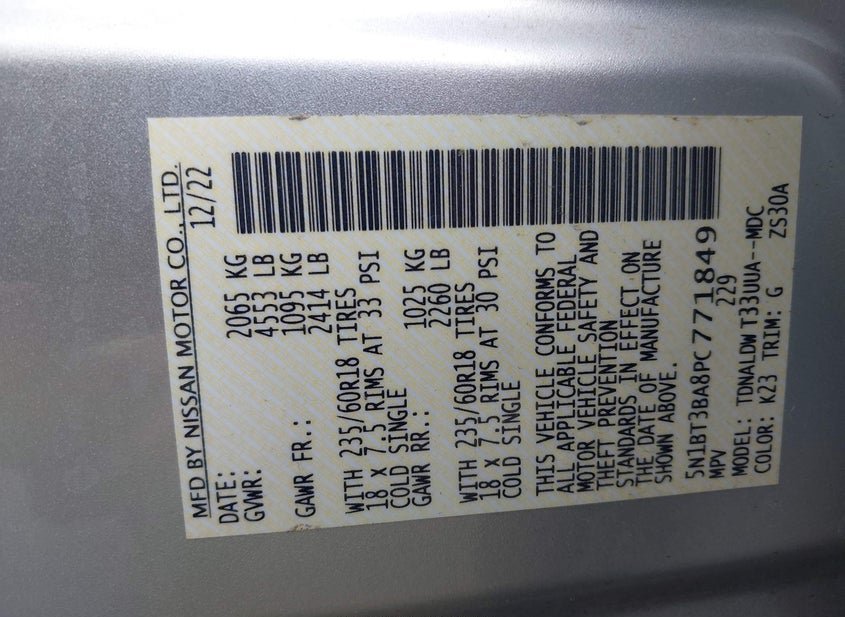 MFD BY NISSAN MOTOR CO., LTD.
DATE: 12/22
GVWR: 2065 KG
4553 LB
GAWR FR.: 1095 KG
2414 LB
WITH 235/60R18 TIRES
18 X 7.5 RIMS AT 33 PSI
COLD SINGLE
GAWR RR.: 1025 KG
2260 LB
WITH 235/60R18 TIRES
18 X 7.5 RIMS AT 30 PSI
COLD SINGLE
THIS VEHICLE CONFORMS TO
ALL APPLICABLE FEDERAL
MOTOR VEHICLE SAFETY AND
THEFT PREVENTION
STANDARDS IN EFFECT ON
THE DATE OF MANUFACTURE
SHOWN ABOVE.
5N1BT3BA8PC771849
MPV 229
MODEL: TDNALDWT33UUA--MDC
COLOR: K23 TRIM: G ZS30A